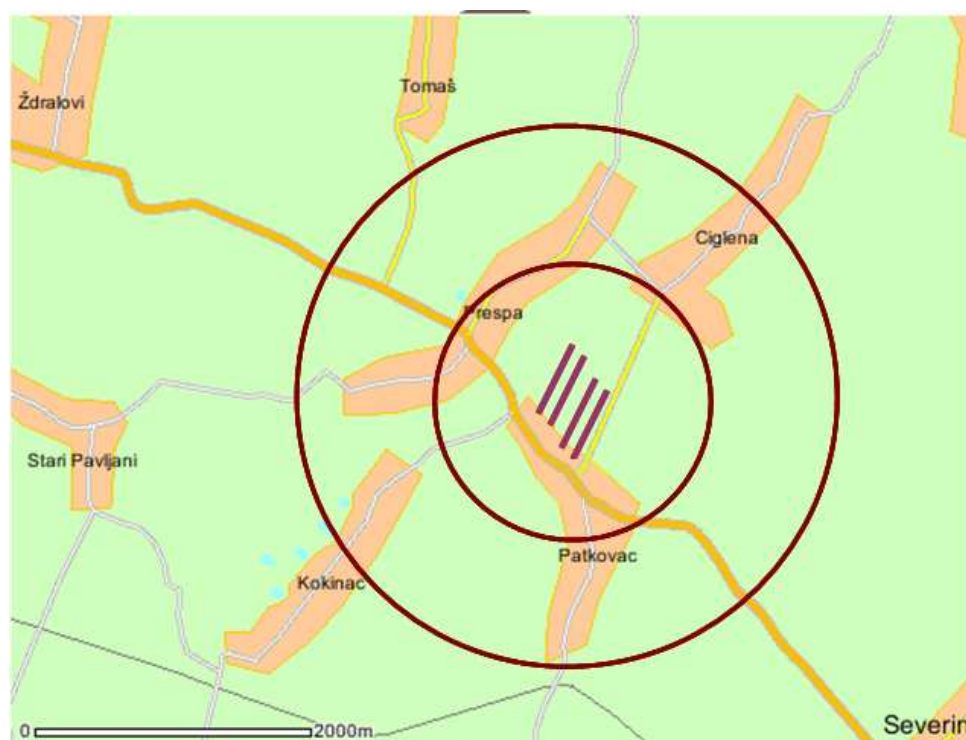 Tomaš
Ždralovi
Ciglena
Prespa
Stari Pavljani
Patkovac
Kokinac
Severin
0 2000m